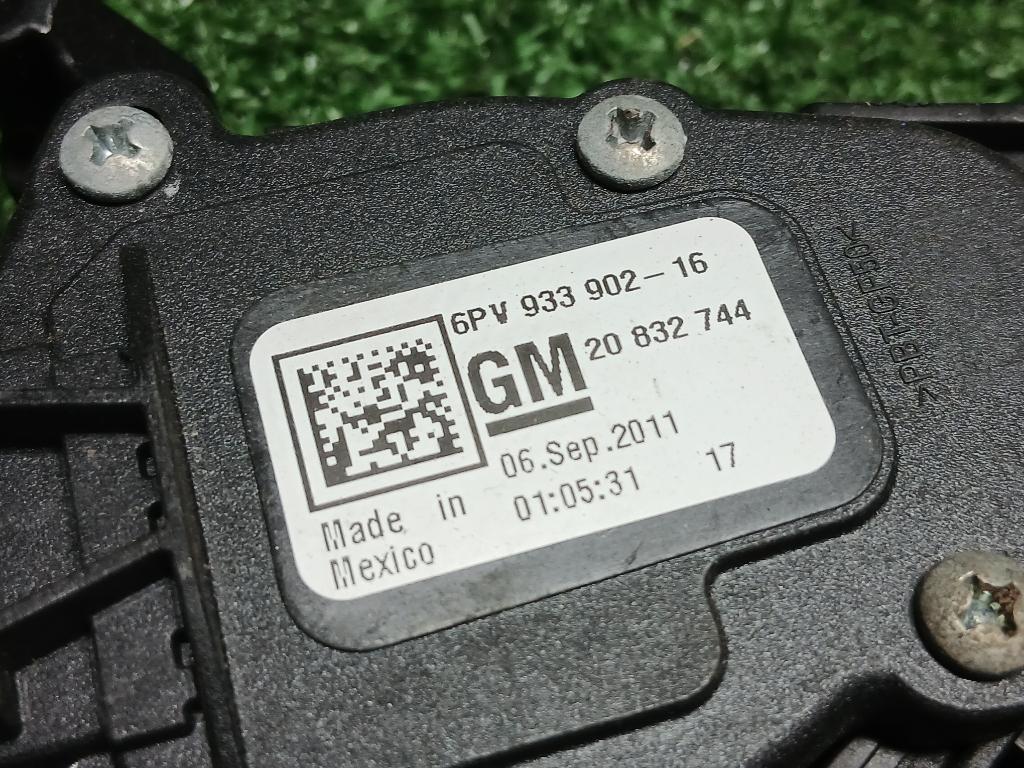 6PV 933 902-16
GM 20 832 744
06.Sep.2011
01:05:31 17
Made in
Mexico
>PBT-GF30<